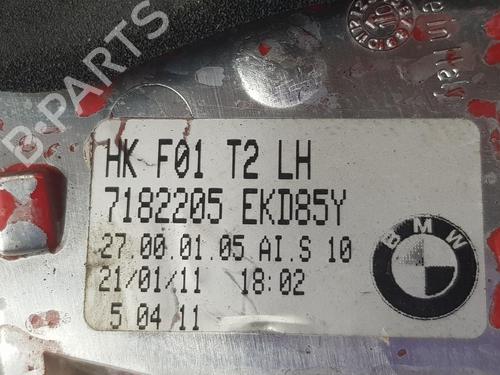 HK F01 T2 LH
7182205 EKD85Y
27.00.01.05 AI.S 10
21/01/11 18:02
5 04 11
BMW
B-PARTS